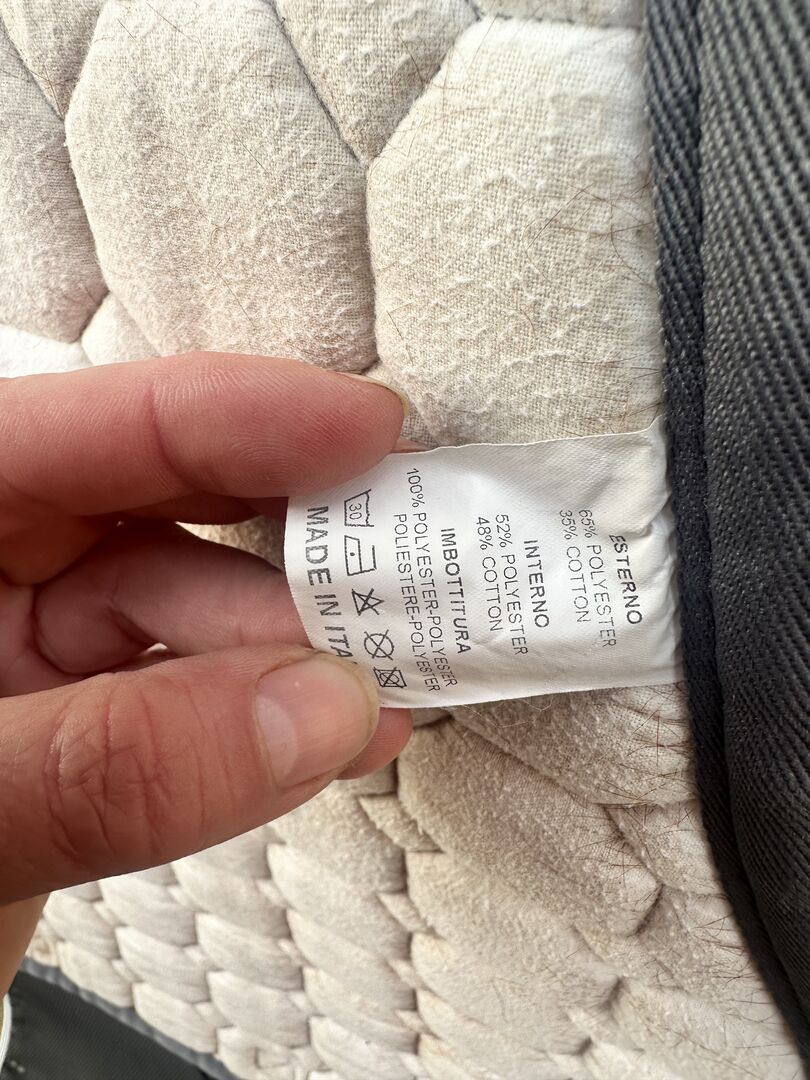 ESTERNO
65% POLYESTER
35% COTTON
INTERNO
52% POLYESTER
48% COTTON
IMBOTTITURA
100% POLYESTER-POLYESTER
POLIESTERE-POLYESTER
30
MADE IN ITA